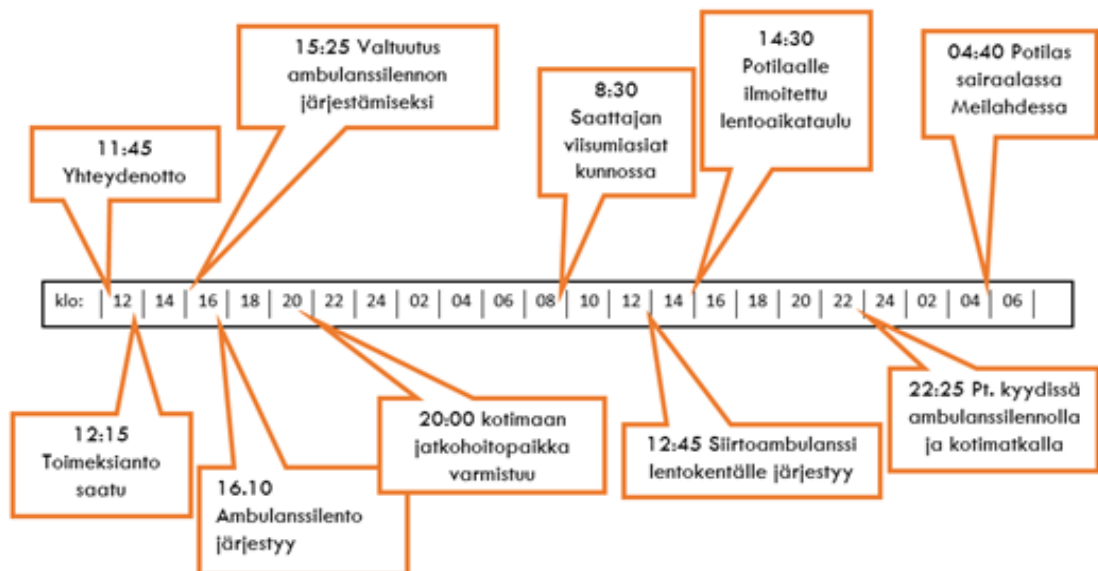 15:25 Valtuutus
ambulanssilennon
järjestämiseksi
14:30
Potilaalle
ilmoitettu
lentoaikataulu
04:40 Potilas
sairaalassa
Meilahdessa
8:30
Saattajan
viisumiasiat
kunnossa
11:45
Yhteydenotto
klo: 12 14 16 18 20 22 24 02 04 06 08 10 12 14 16 18 20 22 24 02 04 06
12:15
Toimeksianto
saatu
16.10
Ambulanssilento
järjestyy
20:00 kotimaan
jatkohoitopaikka
varmistuu
12:45 Siirtoambulanssi
lentokentälle järjestyy
22:25 Pt. kyydissä
ambulanssilennolla
ja kotimatkalla